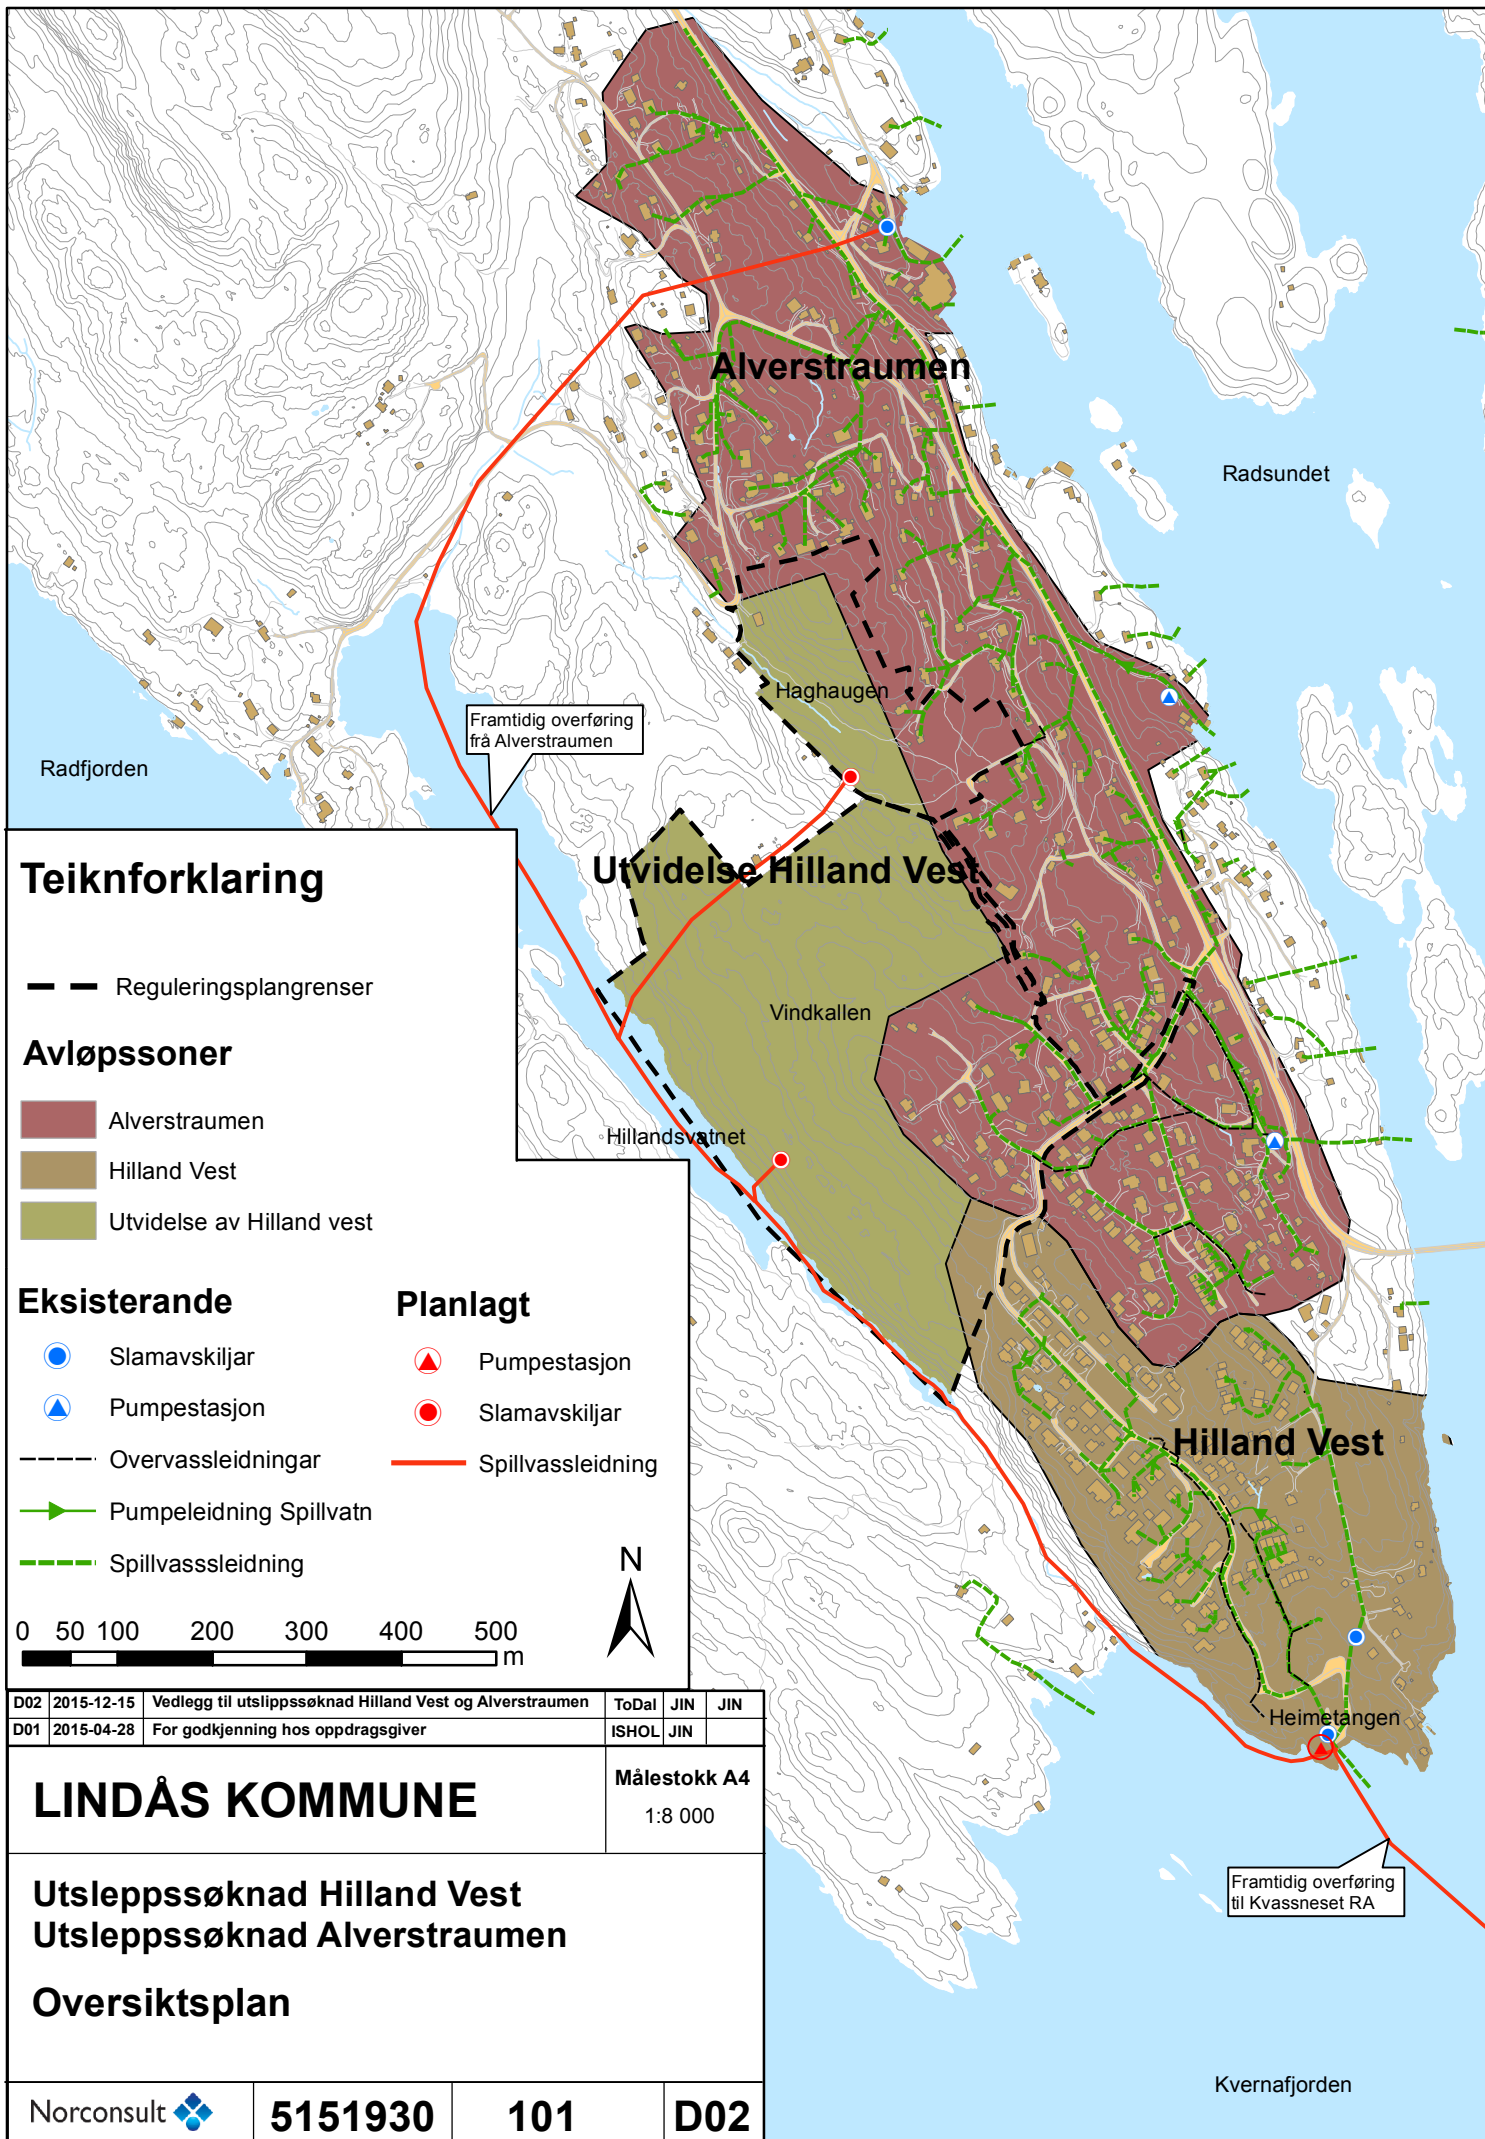 Alverstraumen
Radsundet
Haghaugen
Framtidig overføring
frå Alverstraumen
Radfjorden
Utvidelse Hilland Vest
Vindkallen
Hillandsvatnet
Hilland Vest
Heimetangen
Framtidig overføring
til Kvassneset RA
Kvernafjorden
Teiknforklaring
Reguleringsplangrenser
Avløpssoner
Alverstraumen
Hilland Vest
Utvidelse av Hilland vest
Eksisterande
Slamavskiljar
Pumpestasjon
Overvassleidningar
Pumpeleidning Spillvatn
Spillvasssleidning
Planlagt
Pumpestasjon
Slamavskiljar
Spillvassleidning
N
0 50 100 200 300 400 500
m
D02 2015-12-15 Vedlegg til utslippssøknad Hilland Vest og Alverstraumen ToDal JIN JIN
D01 2015-04-28 For godkjenning hos oppdragsgiver ISHOL JIN
LINDÅS KOMMUNE
Målestokk A4
1:8 000
Utsleppssøknad Hilland Vest
Utsleppssøknad Alverstraumen
Oversiktsplan
Norconsult 5151930 101 D02